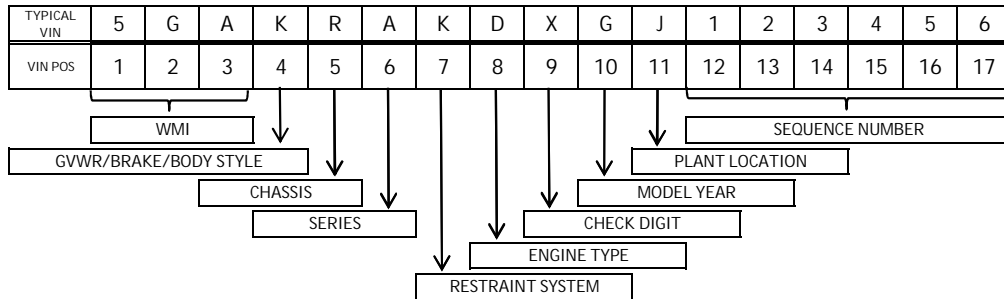 TYPICAL VIN 5 G A K R A K D X G J 1 2 3 4 5 6
VIN POS 1 2 3 4 5 6 7 8 9 10 11 12 13 14 15 16 17
WMI SEQUENCE NUMBER
GVWR/BRAKE/BODY STYLE PLANT LOCATION
CHASSIS MODEL YEAR
SERIES CHECK DIGIT
ENGINE TYPE
RESTRAINT SYSTEM